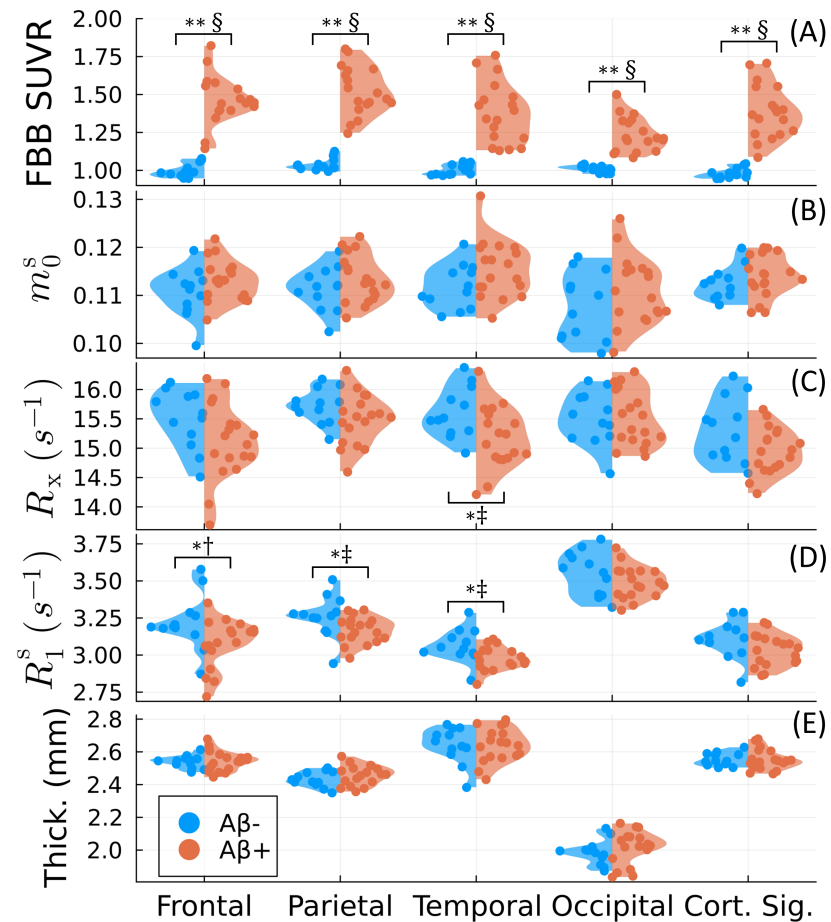 FBB SUVR
2.00
1.75
1.50
1.25
1.00
** §
** §
** §
** §
** §
(A)
m₀ˢ
0.13
0.12
0.11
0.10
(B)
Rₓ (s⁻¹)
16.0
15.5
15.0
14.5
14.0
*‡
(C)
R₁ˢ (s⁻¹)
3.75
3.50
3.25
3.00
2.75
*†
*‡
*‡
(D)
Thick. (mm)
2.8
2.6
2.4
2.2
2.0
(E)
Aβ-
Aβ+
Frontal Parietal Temporal Occipital Cort. Sig.